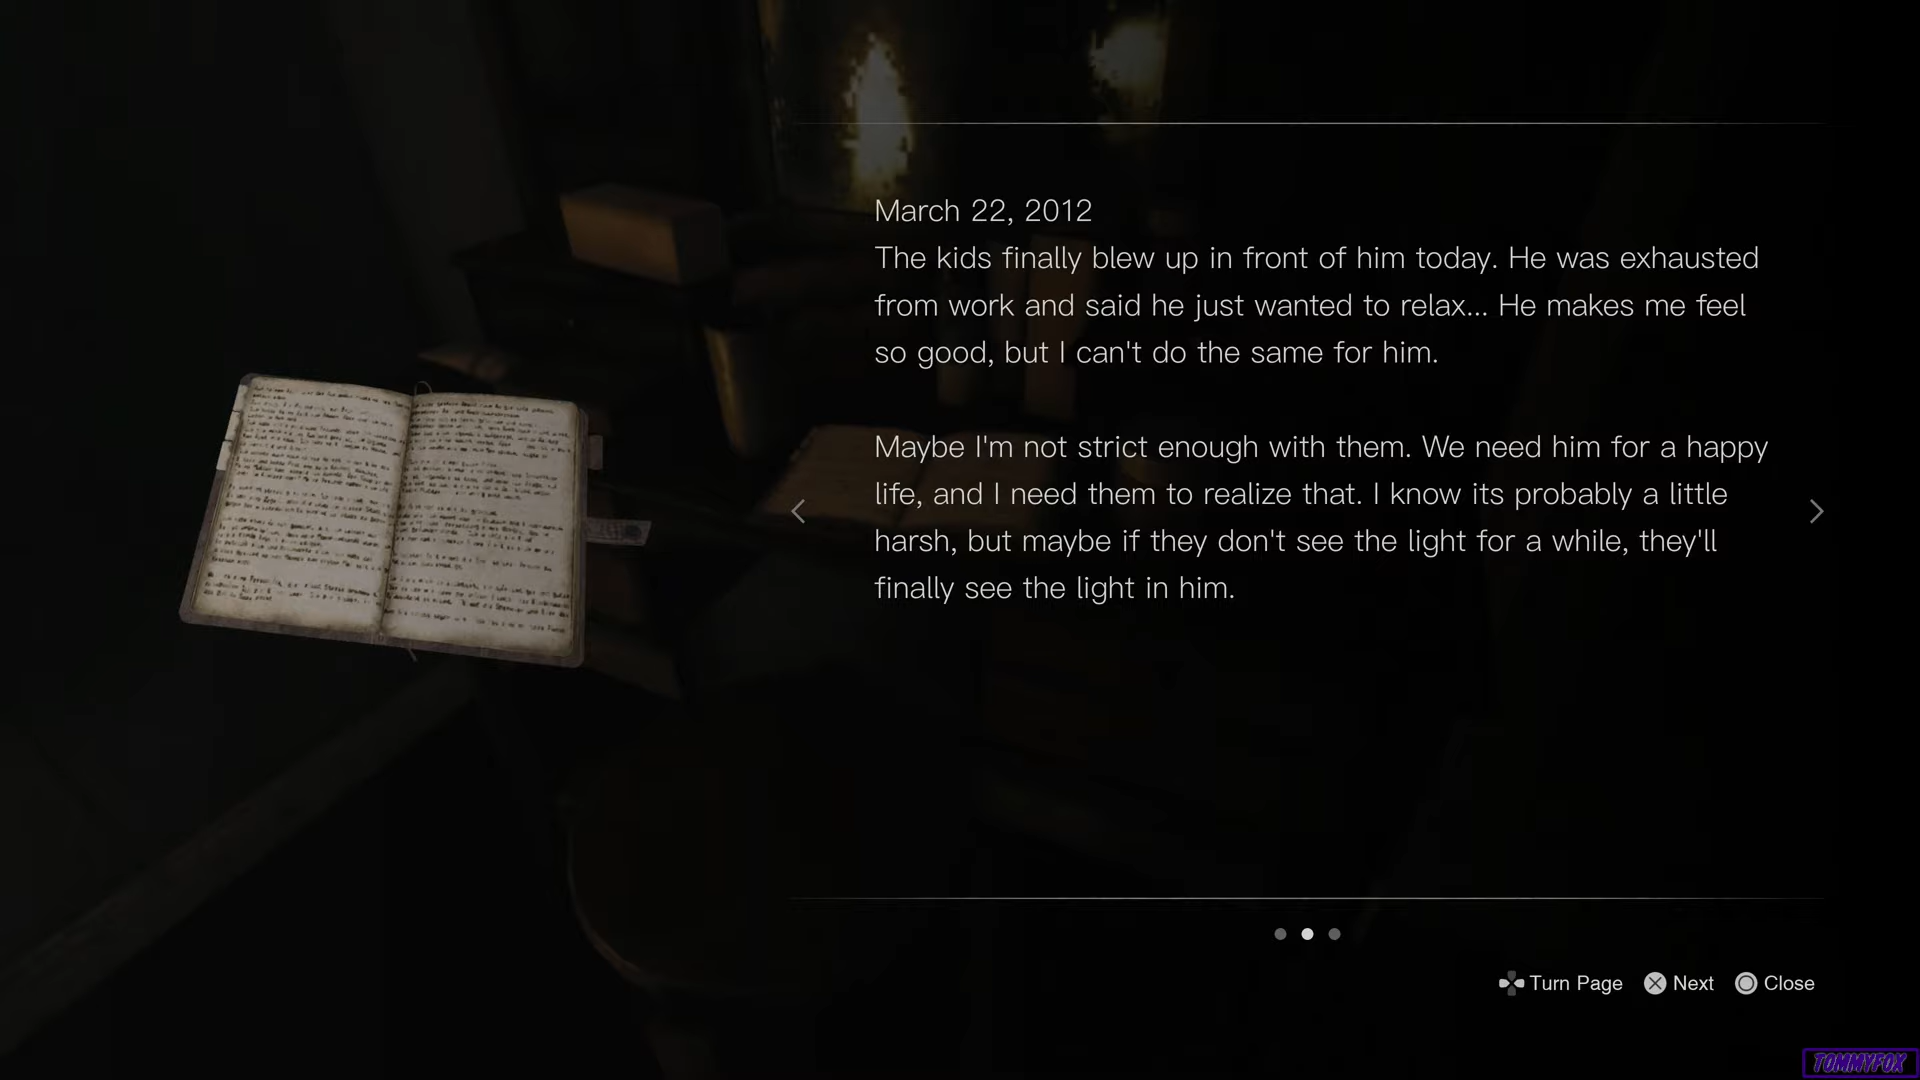 March 22, 2012
The kids finally blew up in front of him today. He was exhausted
from work and said he just wanted to relax... He makes me feel
so good, but I can't do the same for him.
Maybe I'm not strict enough with them. We need him for a happy
life, and I need them to realize that. I know its probably a little
harsh, but maybe if they don't see the light for a while, they'll
finally see the light in him.
Turn Page
Next
Close
TOMMYFOX